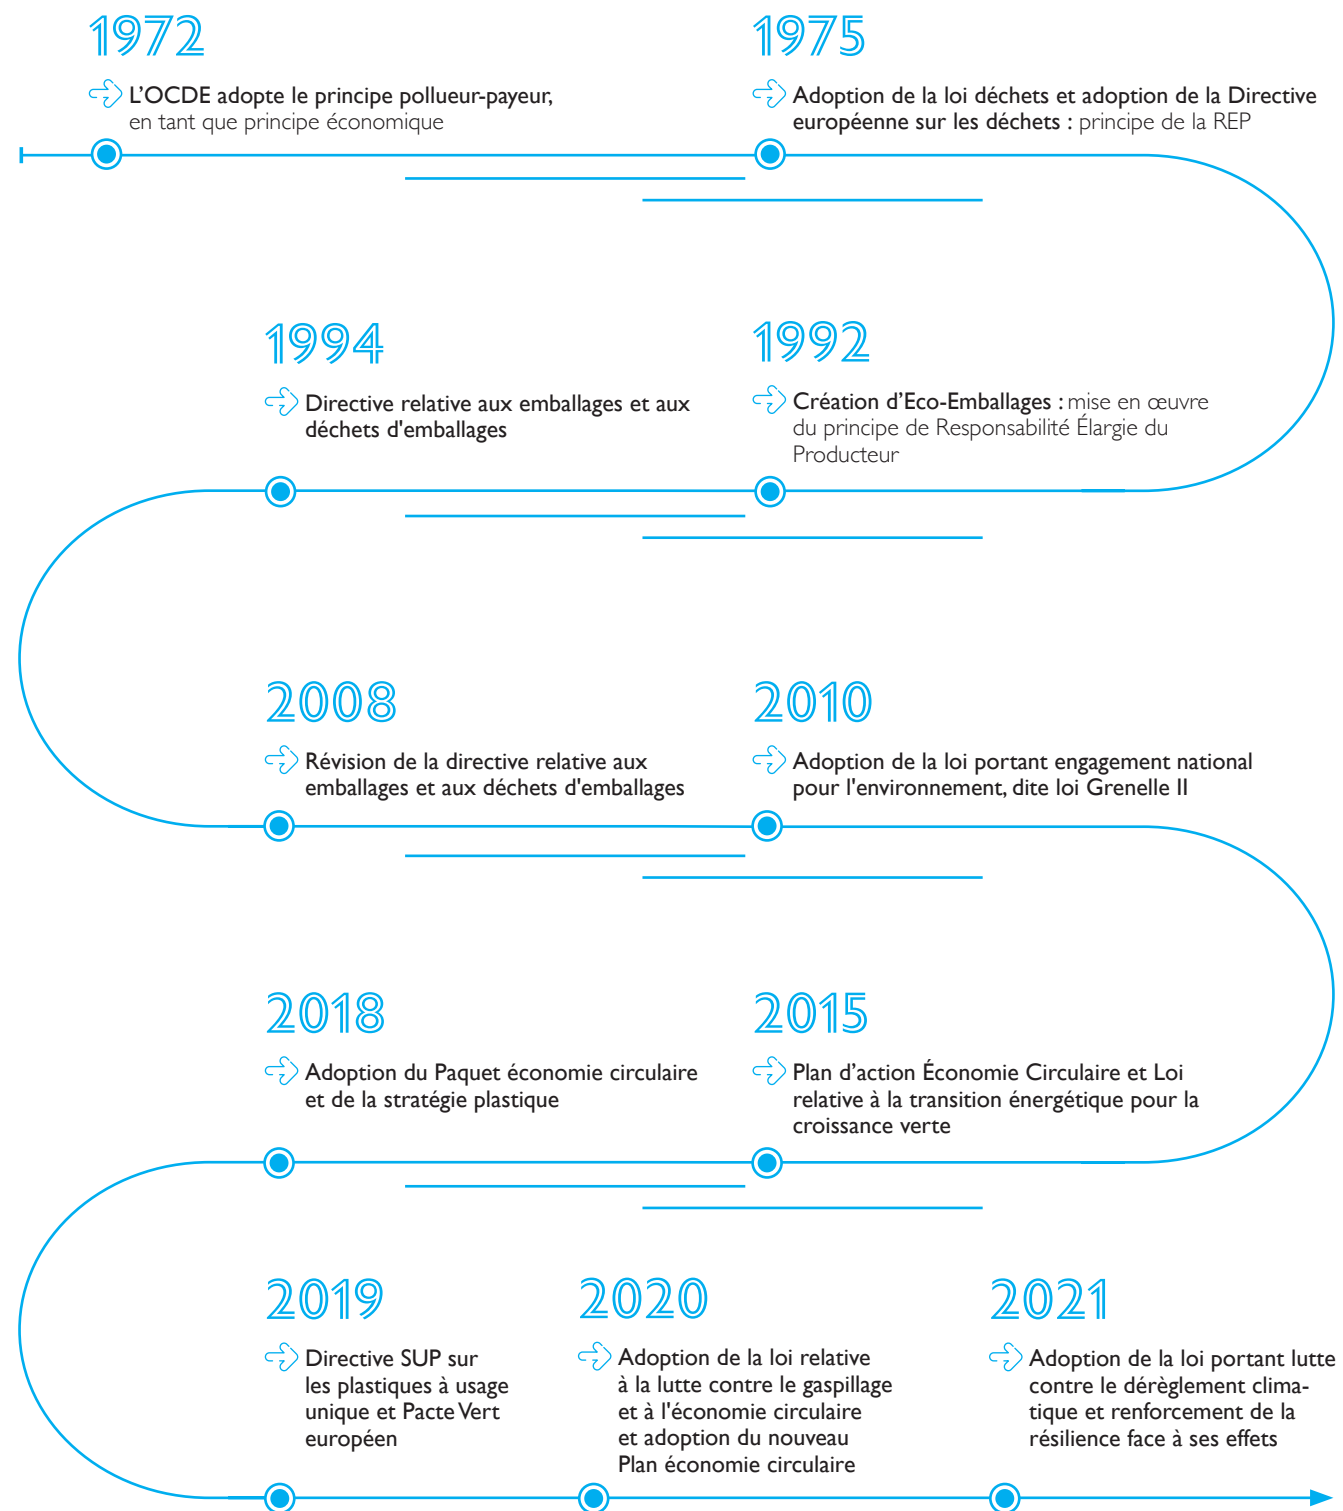 1972
L'OCDE adopte le principe pollueur-payeur,
en tant que principe économique
1975
Adoption de la loi déchets et adoption de la Directive
européenne sur les déchets : principe de la REP
1992
Création d'Eco-Emballages : mise en œuvre
du principe de Responsabilité Élargie du
Producteur
1994
Directive relative aux emballages et aux
déchets d'emballages
2008
Révision de la directive relative aux
emballages et aux déchets d'emballages
2010
Adoption de la loi portant engagement national
pour l'environnement, dite loi Grenelle II
2015
Plan d'action Économie Circulaire et Loi
relative à la transition énergétique pour la
croissance verte
2018
Adoption du Paquet économie circulaire
et de la stratégie plastique
2019
Directive SUP sur
les plastiques à usage
unique et Pacte Vert
européen
2020
Adoption de la loi relative
à la lutte contre le gaspillage
et à l'économie circulaire
et adoption du nouveau
Plan économie circulaire
2021
Adoption de la loi portant lutte
contre le dérèglement clima-
tique et renforcement de la
résilience face à ses effets